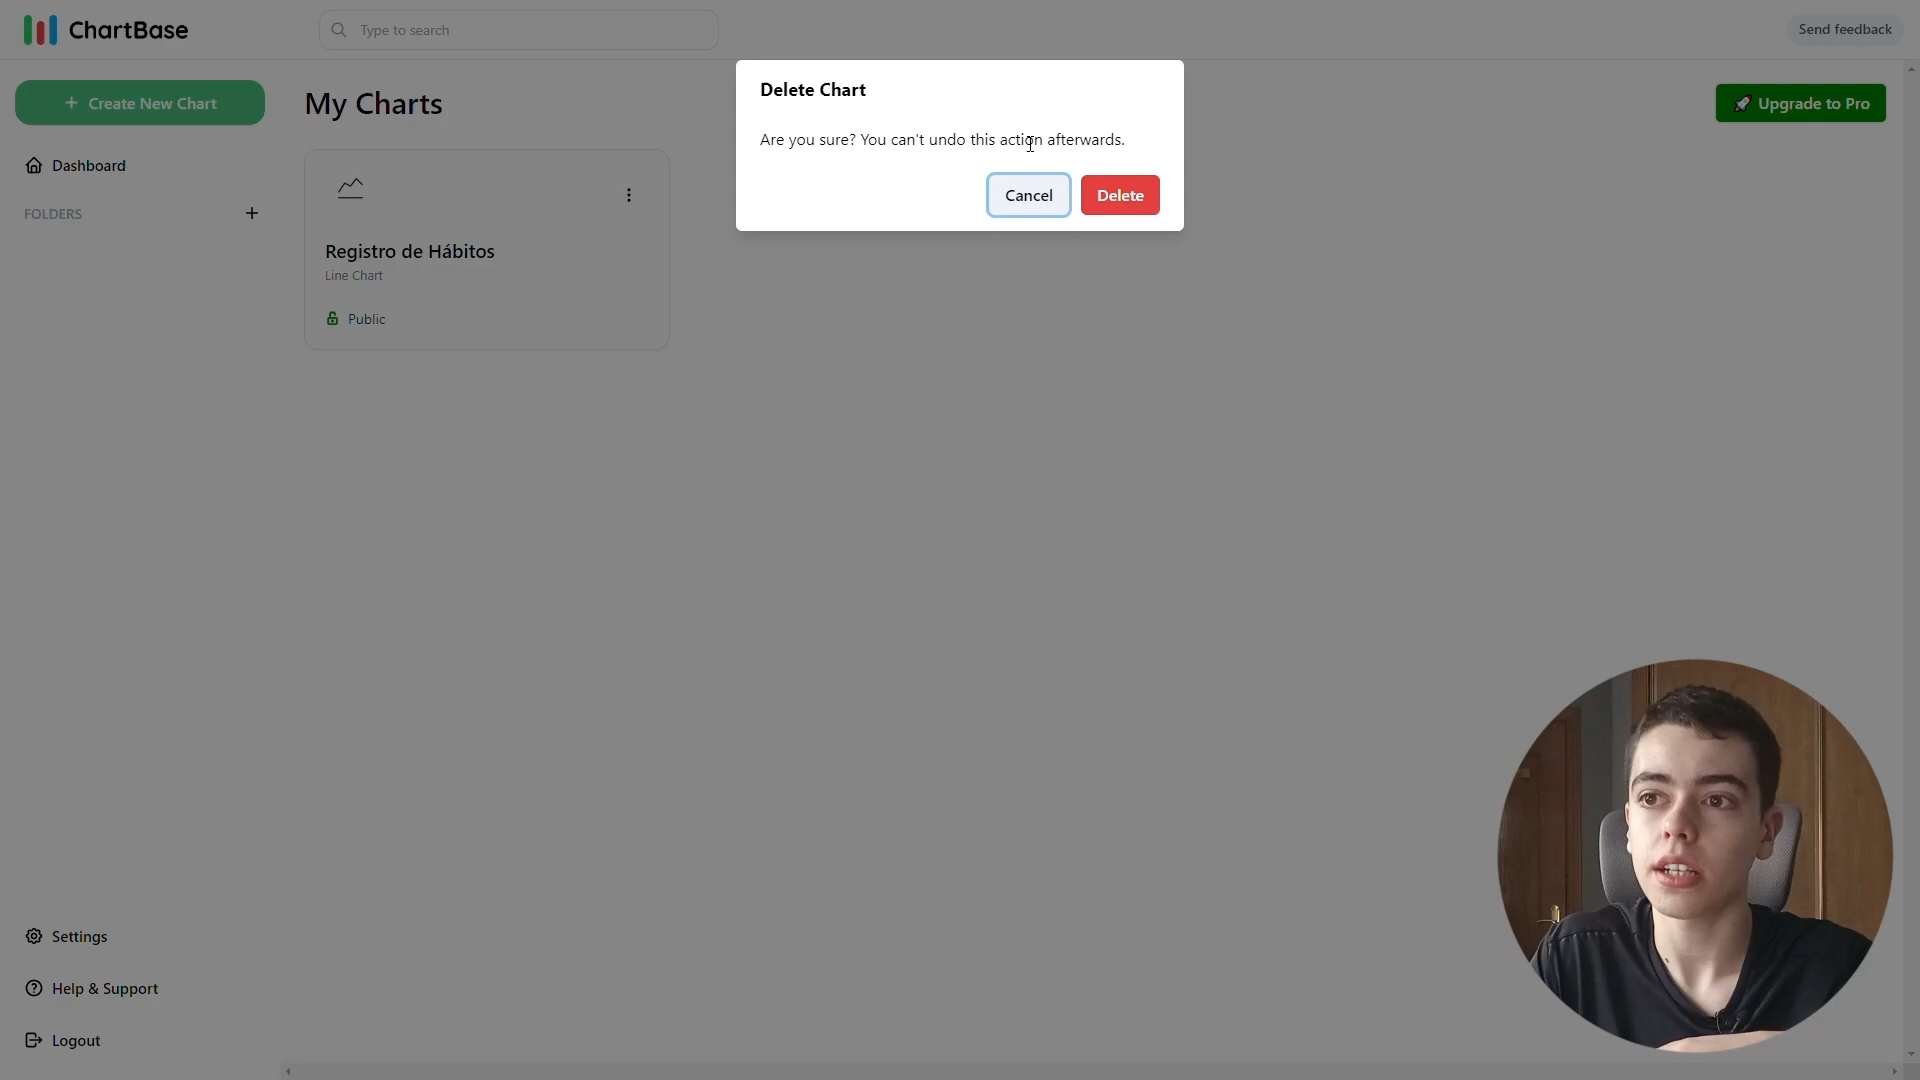 ChartBase
Type to search
Send feedback
+ Create New Chart
My Charts
Upgrade to Pro
Delete Chart
Are you sure? You can't undo this action afterwards.
Cancel
Delete
Dashboard
FOLDERS +
Registro de Hábitos
Line Chart
Public
Settings
Help & Support
Logout